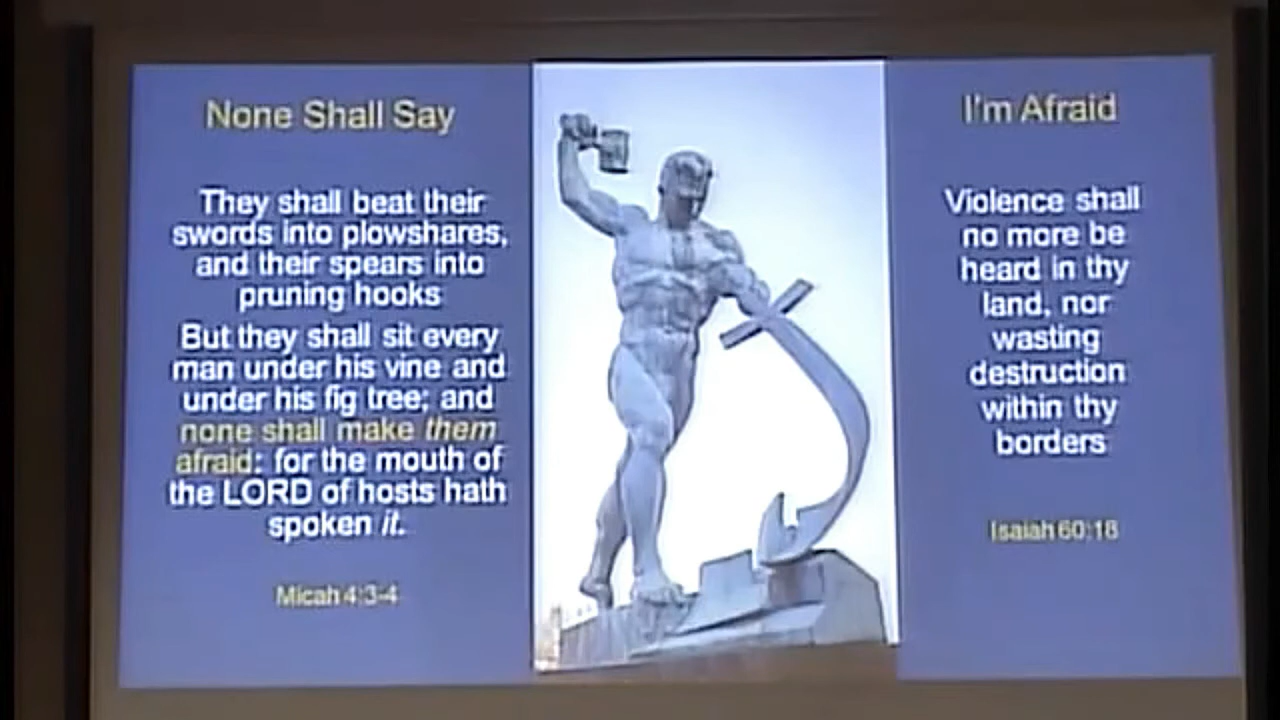 None Shall Say
They shall beat their
swords into plowshares,
and their spears into
pruning hooks
But they shall sit every
man under his vine and
under his fig tree; and
none shall make them
afraid: for the mouth of
the LORD of hosts hath
spoken it.
Micah 4:3-4
I'm Afraid
Violence shall
no more be
heard in thy
land, nor
wasting
destruction
within thy
borders
Isaiah 60:18